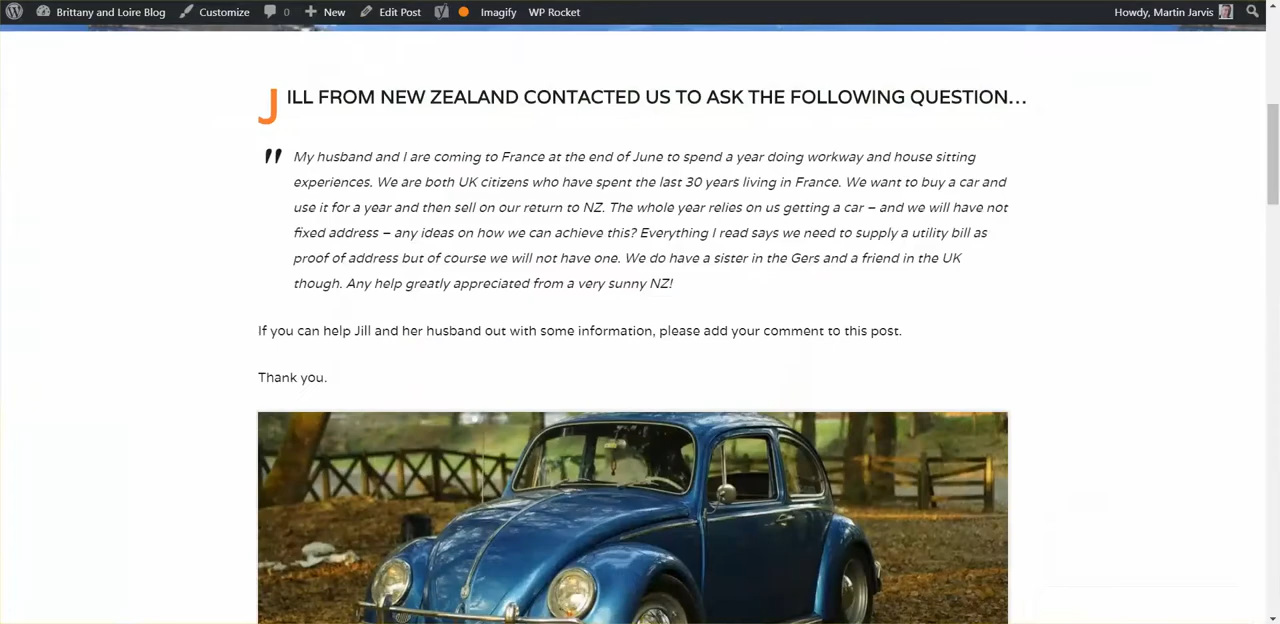 Brittany and Loire Blog Customize 0 New Edit Post Imagify WP Rocket Howdy, Martin Jarvis
JILL FROM NEW ZEALAND CONTACTED US TO ASK THE FOLLOWING QUESTION…
" My husband and I are coming to France at the end of June to spend a year doing workway and house sitting
experiences. We are both UK citizens who have spent the last 30 years living in France. We want to buy a car and
use it for a year and then sell on our return to NZ. The whole year relies on us getting a car – and we will have not
fixed address – any ideas on how we can achieve this? Everything I read says we need to supply a utility bill as
proof of address but of course we will not have one. We do have a sister in the Gers and a friend in the UK
though. Any help greatly appreciated from a very sunny NZ!
If you can help Jill and her husband out with some information, please add your comment to this post.
Thank you.